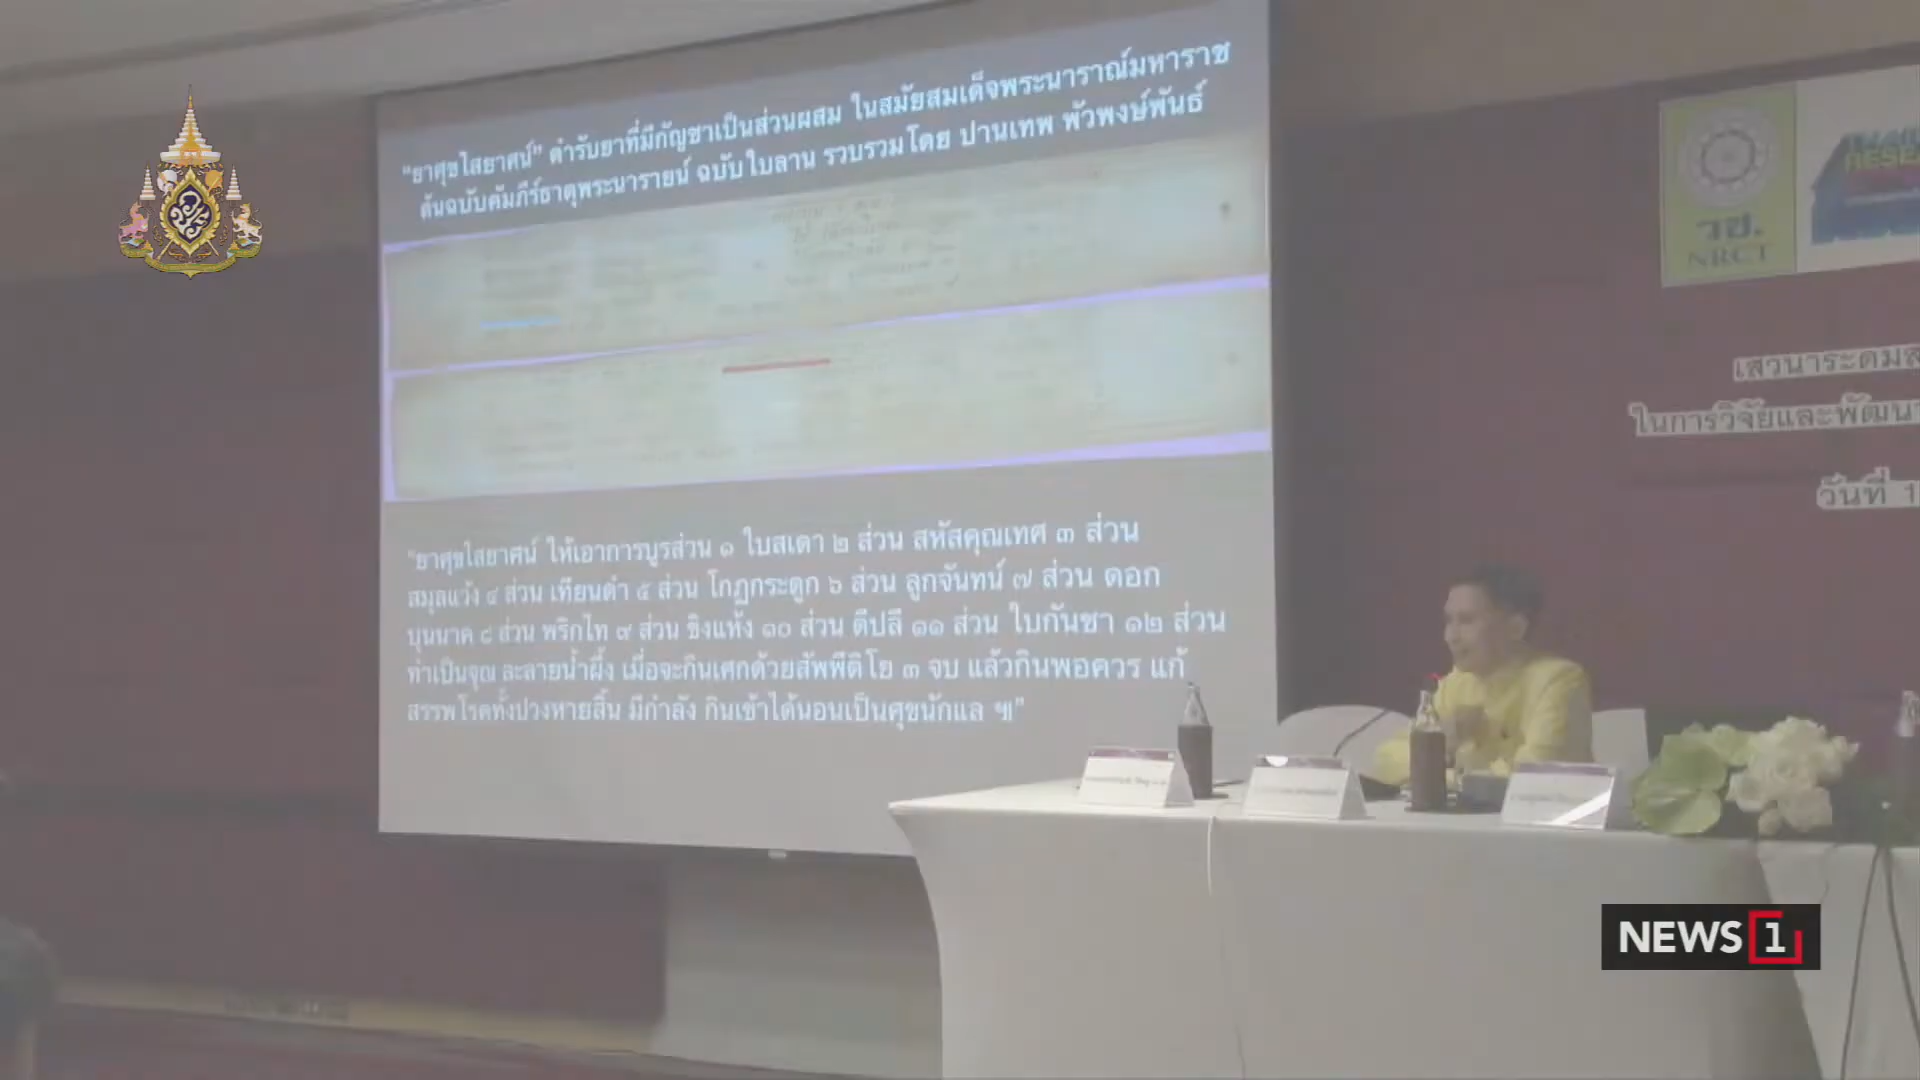 “ยาศุขไสยาศน์” ตำรับยาที่มีกัญชาเป็นส่วนผสม ในสมัยสมเด็จพระนาราณ์มหาราช
ต้นฉบับคัมภีร์ธาตุพระนารายน์ ฉบับใบลาน รวบรวมโดย ปานเทพ พัวพงษ์พันธ์
“ยาศุขไสยาศน์ ให้เอาการบูรส่วน ๑ ใบสเดา ๒ ส่วน สหัสคุณเทศ ๓ ส่วน
สมุลแว้ง ๔ ส่วน เทียนดำ ๕ ส่วน โกฏกระดูก ๖ ส่วน ลูกจันทน์ ๗ ส่วน ดอก
บุนนาค ๘ ส่วน พริกไท ๙ ส่วน ขิงแห้ง ๑๐ ส่วน ดีปลี ๑๑ ส่วน ใบกันชา ๑๒ ส่วน
ทำเป็นจุณ ละลายน้ำผึ้ง เมื่อจะกินเศกด้วยสัพพีติโย ๓ จบ แล้วกินพอควร แก้
สรรพโรคทั้งปวงหายสิ้น มีกำลัง กินเข้าได้นอนเป็นศุขนักแล ฯ”
วช.
NRCT
RESEA
เสวนาระดมส
ในการวิจัยและพัฒนา
วันที่ 1
NEWS 1